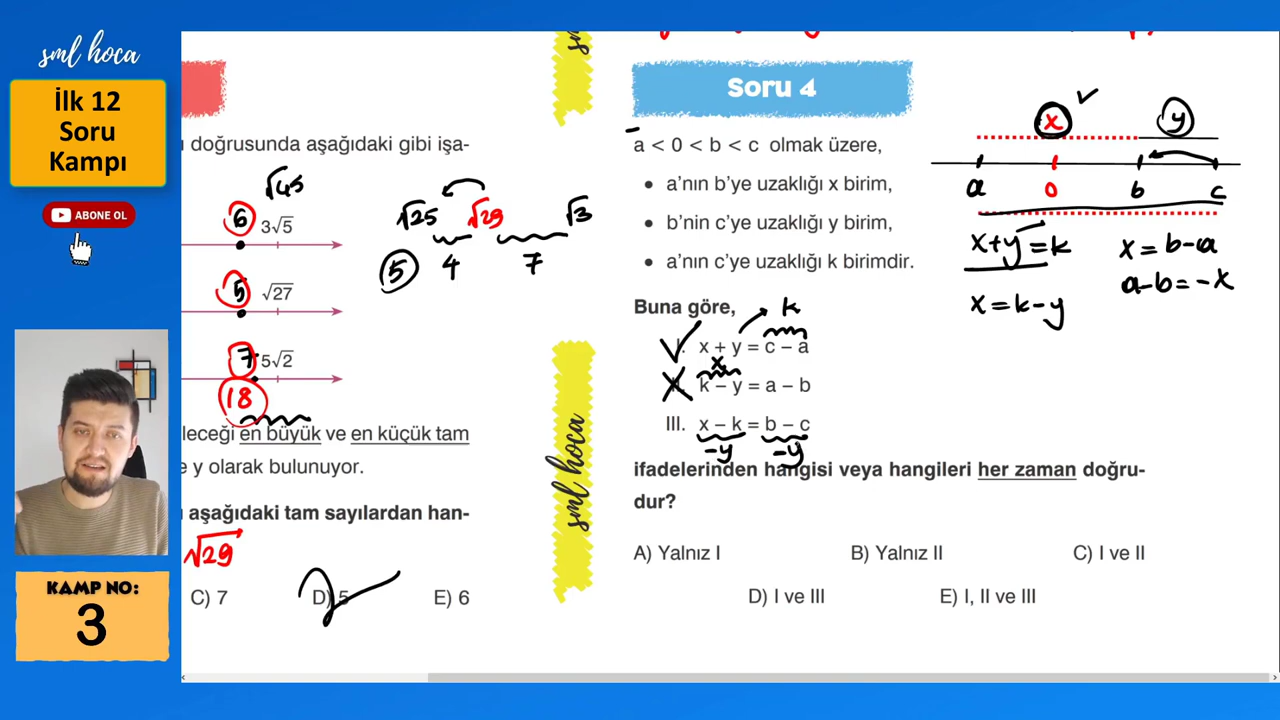 sml hoca
İlk 12
Soru
Kampı
ABONE OL
KAMP NO:
3
doğrusunda aşağıdaki gibi işa-
√45
6
3√5
5
√27
7
5√2
18
√25 √29 √3
5 4 7
leceği en büyük ve en küçük tam
e y olarak bulunuyor.
aşağıdaki tam sayılardan han-
√29
C) 7 D) 5 E) 6
sml hoca
Soru 4
a < 0 < b < c olmak üzere,
• a’nın b’ye uzaklığı x birim,
• b’nin c’ye uzaklığı y birim,
• a’nın c’ye uzaklığı k birimdir.
Buna göre,
k
I. x + y = c – a
x
II. k – y = a – b
III. x – k = b – c
-y -y
ifadelerinden hangisi veya hangileri her zaman doğru-
dur?
A) Yalnız I B) Yalnız II C) I ve II
D) I ve III E) I, II ve III
x y
a 0 b c
x+y=k
x=k-y
x=b-a
a-b=-x